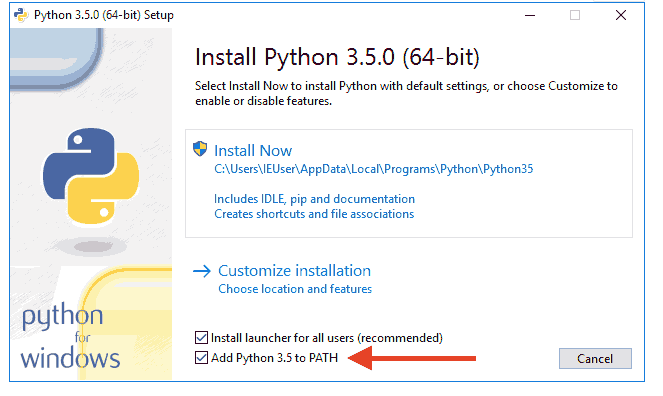 Python 3.5.0 (64-bit) Setup
Install Python 3.5.0 (64-bit)
Select Install Now to install Python with default settings, or choose Customize to
enable or disable features.
Install Now
C:\Users\IEUser\AppData\Local\Programs\Python\Python35
Includes IDLE, pip and documentation
Creates shortcuts and file associations
Customize installation
Choose location and features
python
for
windows
Install launcher for all users (recommended)
Add Python 3.5 to PATH
Cancel